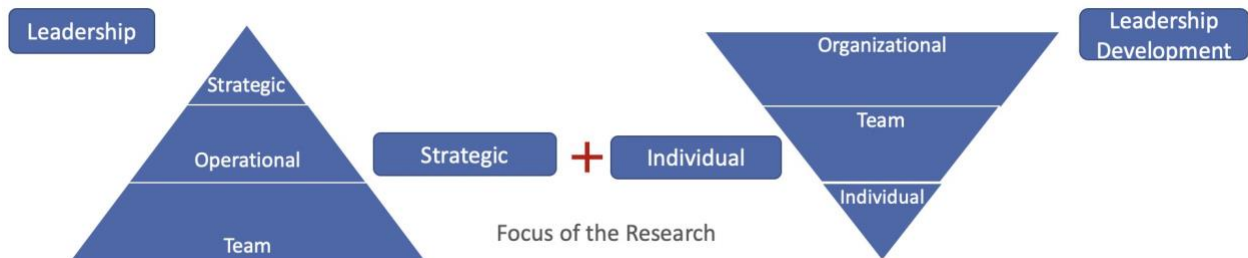 Leadership
Strategic
Operational
Team
Strategic
+
Individual
Focus of the Research
Organizational
Team
Individual
Leadership
Development